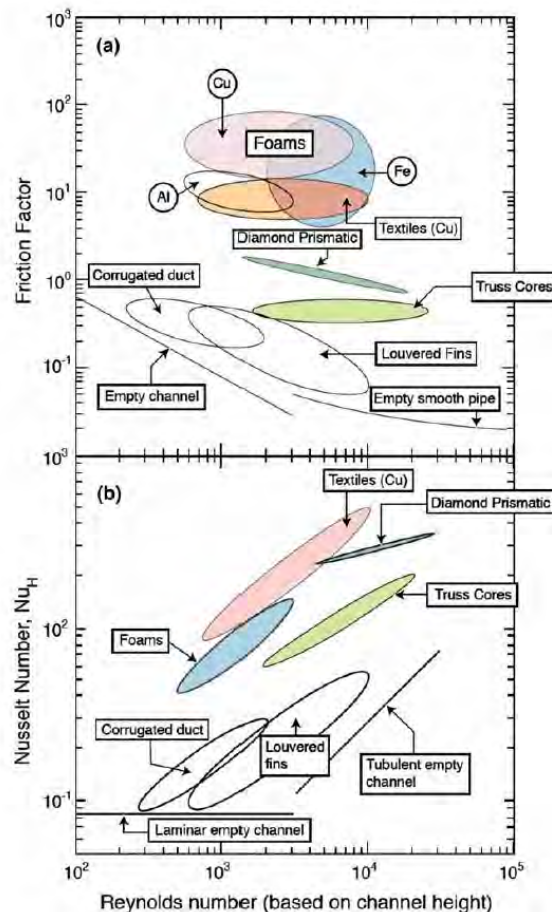 10³
(a)
Cu
10²
Foams
Friction Factor
10¹
Al
Fe
Textiles (Cu)
Diamond Prismatic
10⁰
Corrugated duct
Truss Cores
10⁻¹
Louvered Fins
Empty channel
Empty smooth pipe
10⁻²
10³
(b)
Textiles (Cu)
Diamond Prismatic
Nusselt Number, Nu_H
Truss Cores
10²
Foams
Corrugated duct
Louvered
fins
Tubulent empty
channel
10⁻¹
Laminar empty channel
10² 10³ 10⁴ 10⁵
Reynolds number (based on channel height)